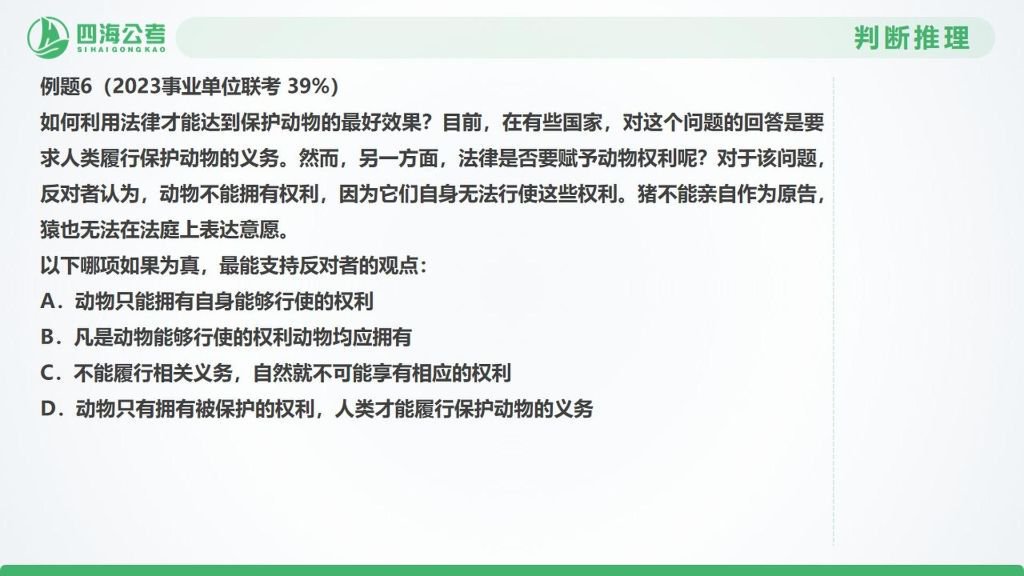 四海公考
SIHAIGONGKAO
判断推理
例题6（2023事业单位联考 39%）
如何利用法律才能达到保护动物的最好效果？目前，在有些国家，对这个问题的回答是要
求人类履行保护动物的义务。然而，另一方面，法律是否要赋予动物权利呢？对于该问题，
反对者认为，动物不能拥有权利，因为它们自身无法行使这些权利。猪不能亲自作为原告，
猿也无法在法庭上表达意愿。
以下哪项如果为真，最能支持反对者的观点：
A．动物只能拥有自身能够行使的权利
B．凡是动物能够行使的权利动物均应拥有
C．不能履行相关义务，自然就不可能享有相应的权利
D．动物只有拥有被保护的权利，人类才能履行保护动物的义务